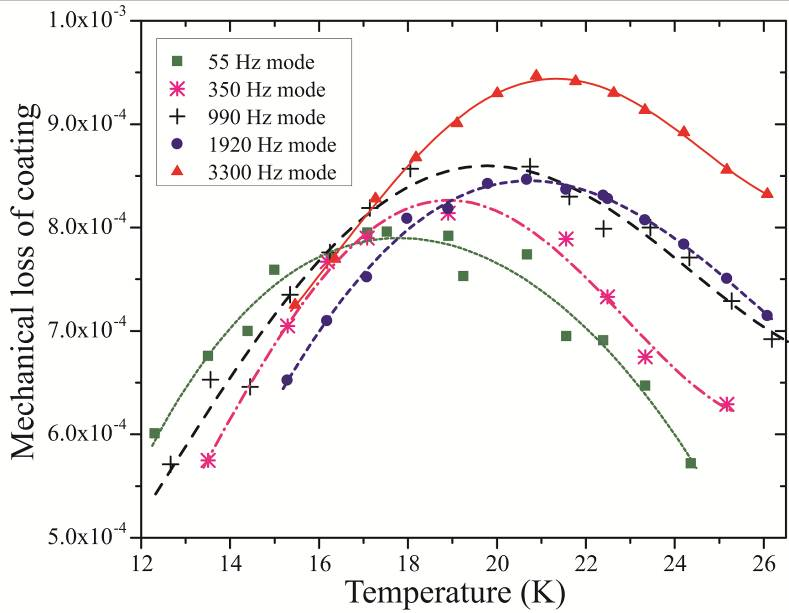 1.0x10⁻³
9.0x10⁻⁴
8.0x10⁻⁴
7.0x10⁻⁴
6.0x10⁻⁴
5.0x10⁻⁴
Mechanical loss of coating
55 Hz mode
350 Hz mode
990 Hz mode
1920 Hz mode
3300 Hz mode
12 14 16 18 20 22 24 26
Temperature (K)